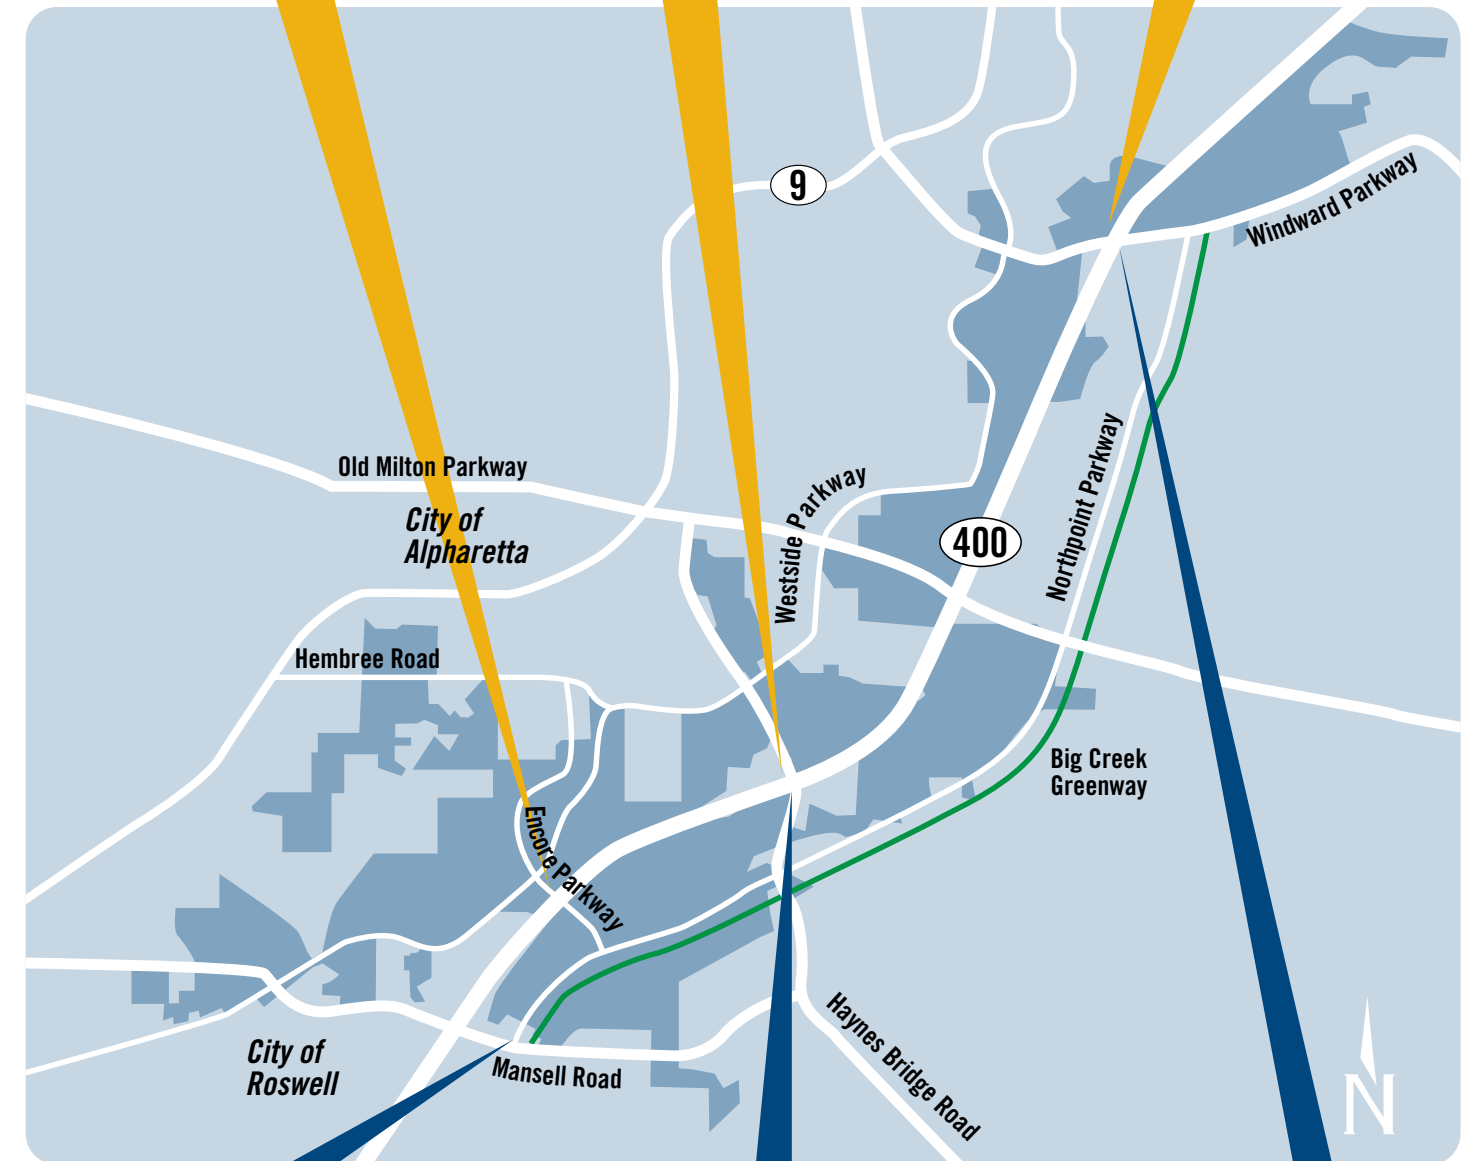 9
Windward Parkway
Old Milton Parkway
City of
Alpharetta
Westside Parkway
400
Northpoint Parkway
Hembree Road
Big Creek
Greenway
Encore Parkway
City of
Roswell
Mansell Road
Haynes Bridge Road
N